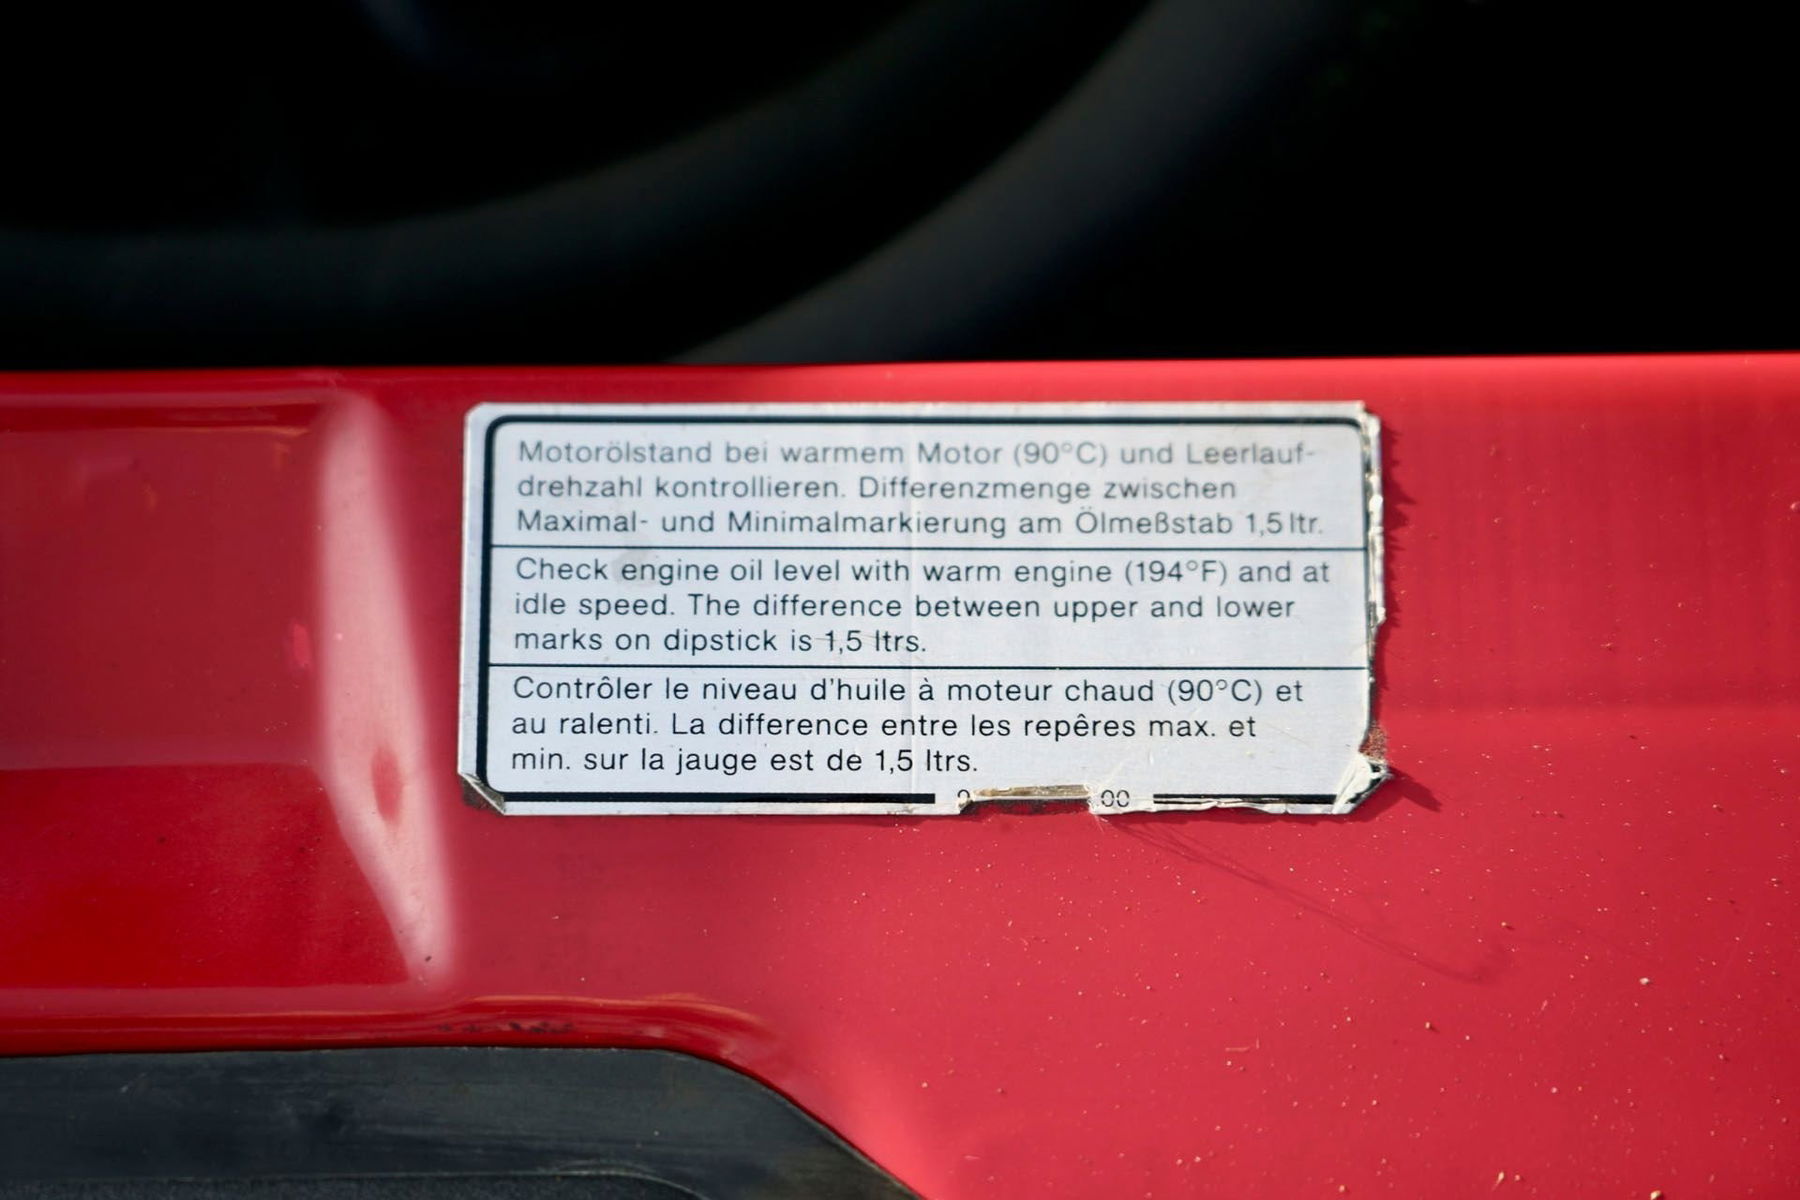 Motorölstand bei warmem Motor (90°C) und Leerlauf-
drehzahl kontrollieren. Differenzmenge zwischen
Maximal- und Minimalmarkierung am Ölmeßstab 1,5 ltr.
Check engine oil level with warm engine (194°F) and at
idle speed. The difference between upper and lower
marks on dipstick is 1,5 ltrs.
Contrôler le niveau d'huile à moteur chaud (90°C) et
au ralenti. La difference entre les repêres max. et
min. sur la jauge est de 1,5 ltrs.